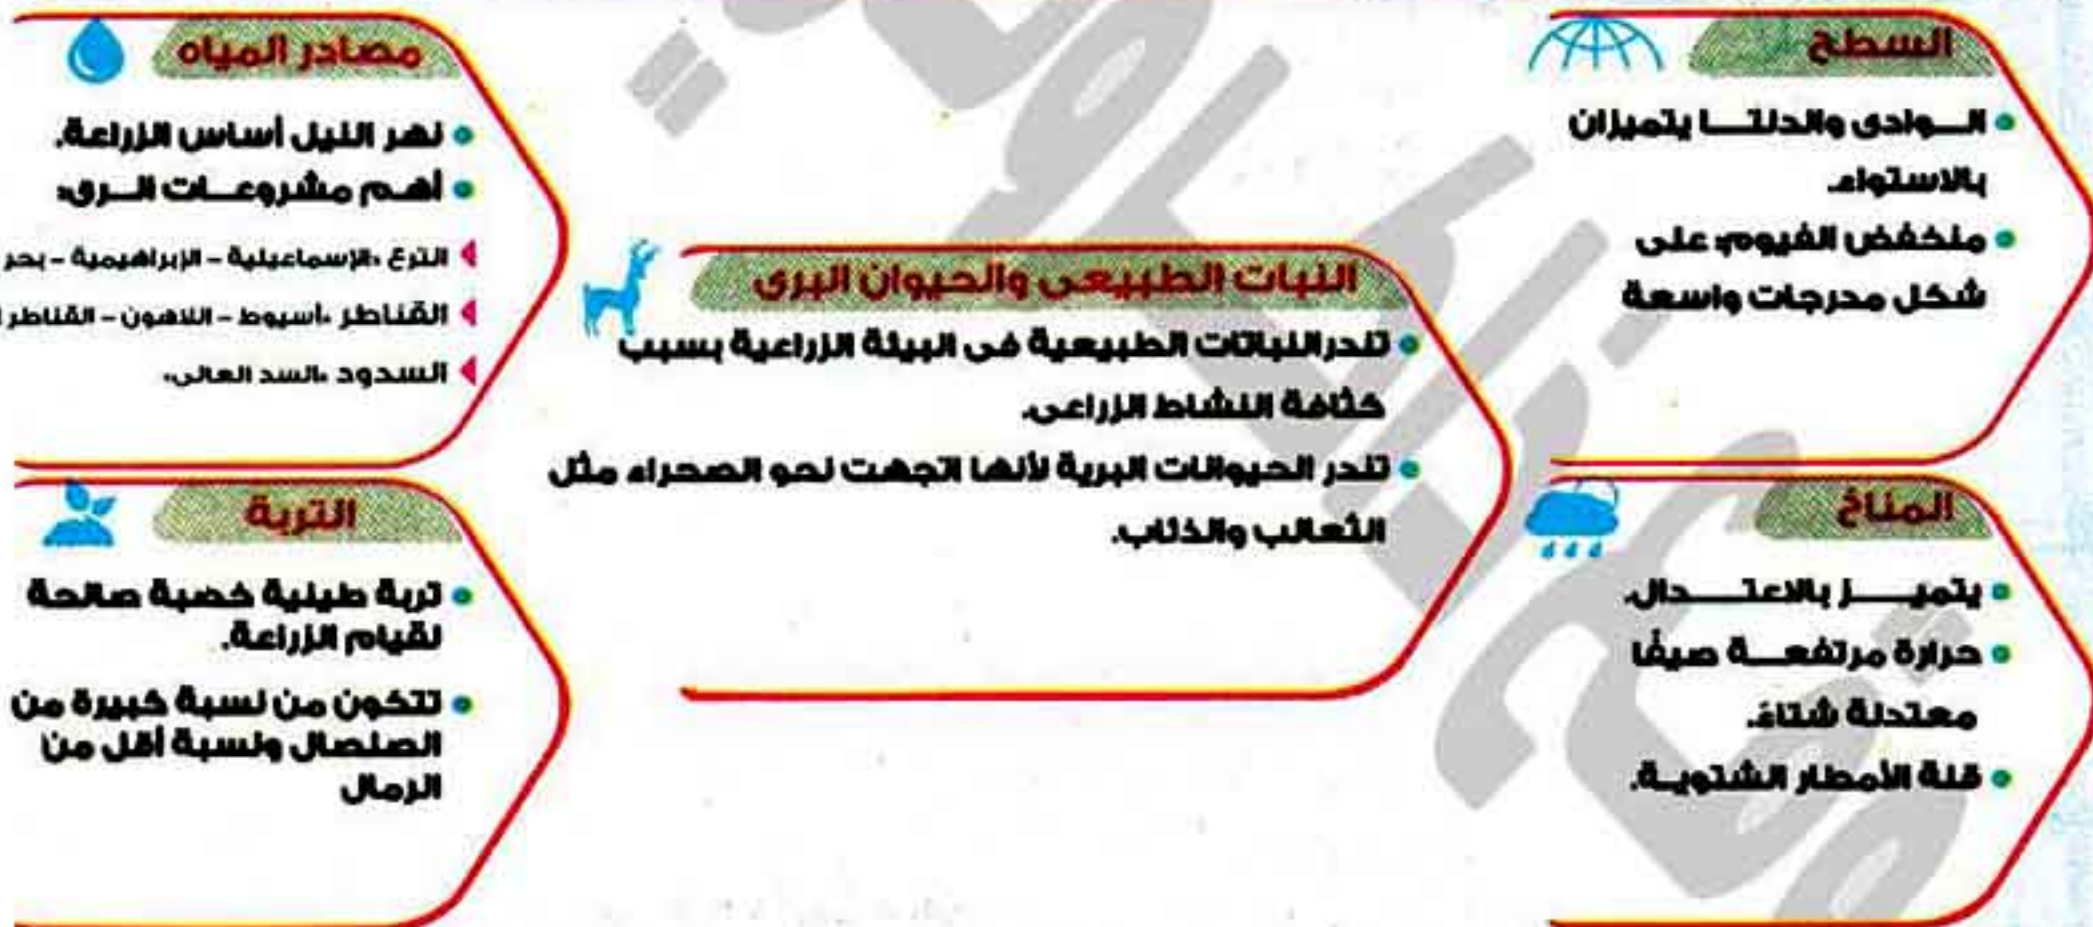 السطح
الوادى والدلتا يتميزان
بالاستواء.
منخفض الفيوم: على
شكل مدرجات واسعة
المناخ
يتميز بالاعتدال.
حرارة مرتفعة صيفًا
معتدلة شتاءً.
قلة الأمطار الشتوية.
النبات الطبيعى والحيوان البرى
تندر النباتات الطبيعية فى البيئة الزراعية بسبب
كثافة النشاط الزراعى.
تندر الحيوانات البرية لأنها اتجهت نحو الصحراء مثل
الثعالب والذئاب.
مصادر المياه
نهر النيل أساس الزراعة.
أهم مشروعات الرى:
الترع «الإسماعيلية – الإبراهيمية – بحر
القناطر «أسيوط – اللاهون – القناطر
السدود «السد العالى»
التربة
تربة طينية خصبة صالحة
لقيام الزراعة.
تتكون من نسبة كبيرة من
الصلصال ونسبة أقل من
الرمال